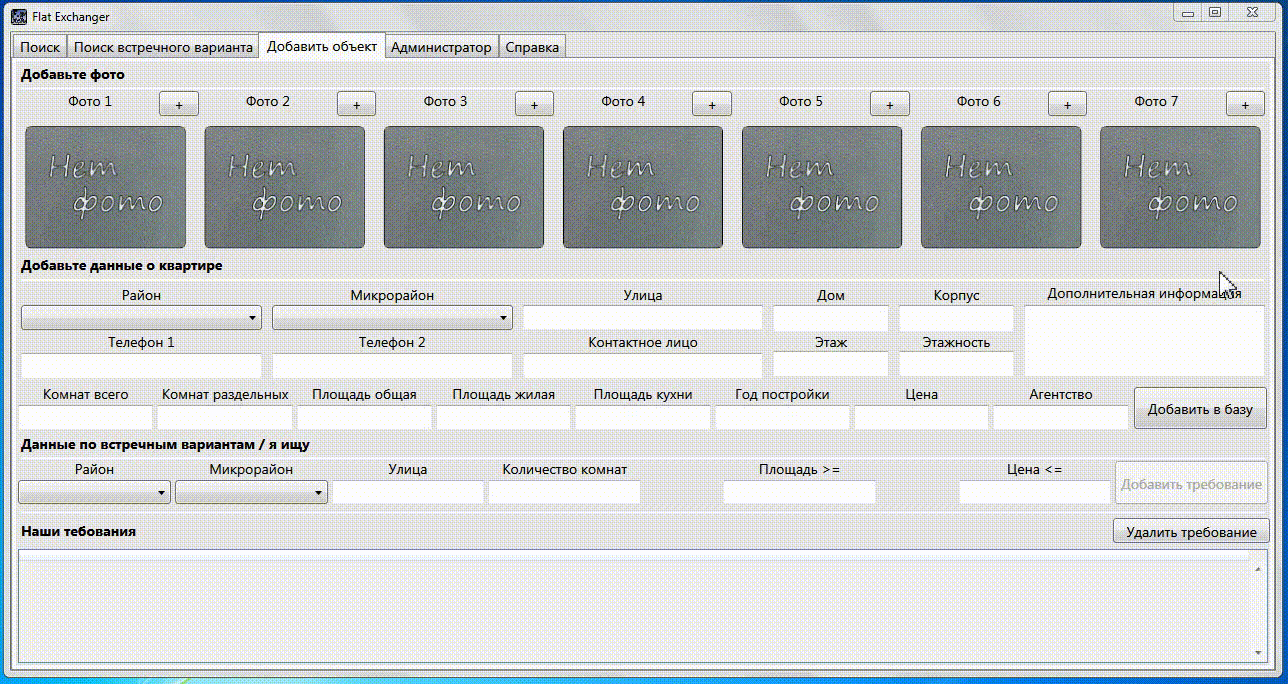 Flat Exchanger
Поиск Поиск встречного варианта Добавить объект Администратор Справка
Добавьте фото
Фото 1 + Фото 2 + Фото 3 + Фото 4 + Фото 5 + Фото 6 + Фото 7 +
Нет Нет Нет Нет Нет Нет Нет
фото фото фото фото фото фото фото
Добавьте данные о квартире
Район Микрорайон Улица Дом Корпус Дополнительная информация
Телефон 1 Телефон 2 Контактное лицо Этаж Этажность
Комнат всего Комнат раздельных Площадь общая Площадь жилая Площадь кухни Год постройки Цена Агентство
Добавить в базу
Данные по встречным вариантам / я ищу
Район Микрорайон Улица Количество комнат Площадь >= Цена <=
Добавить требование
Наши тебования Удалить требование